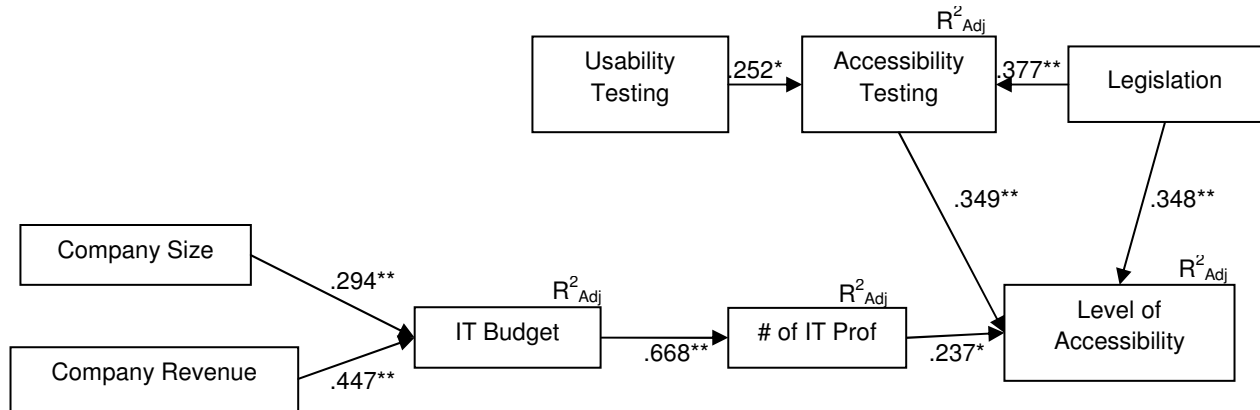 R²Adj
Usability
Testing
.252*
Accessibility
Testing
.377**
Legislation
.349**
.348**
Company Size
.294**
R²Adj
R²Adj
R²Adj
IT Budget
.668**
# of IT Prof
.237*
Level of
Accessibility
Company Revenue
.447**